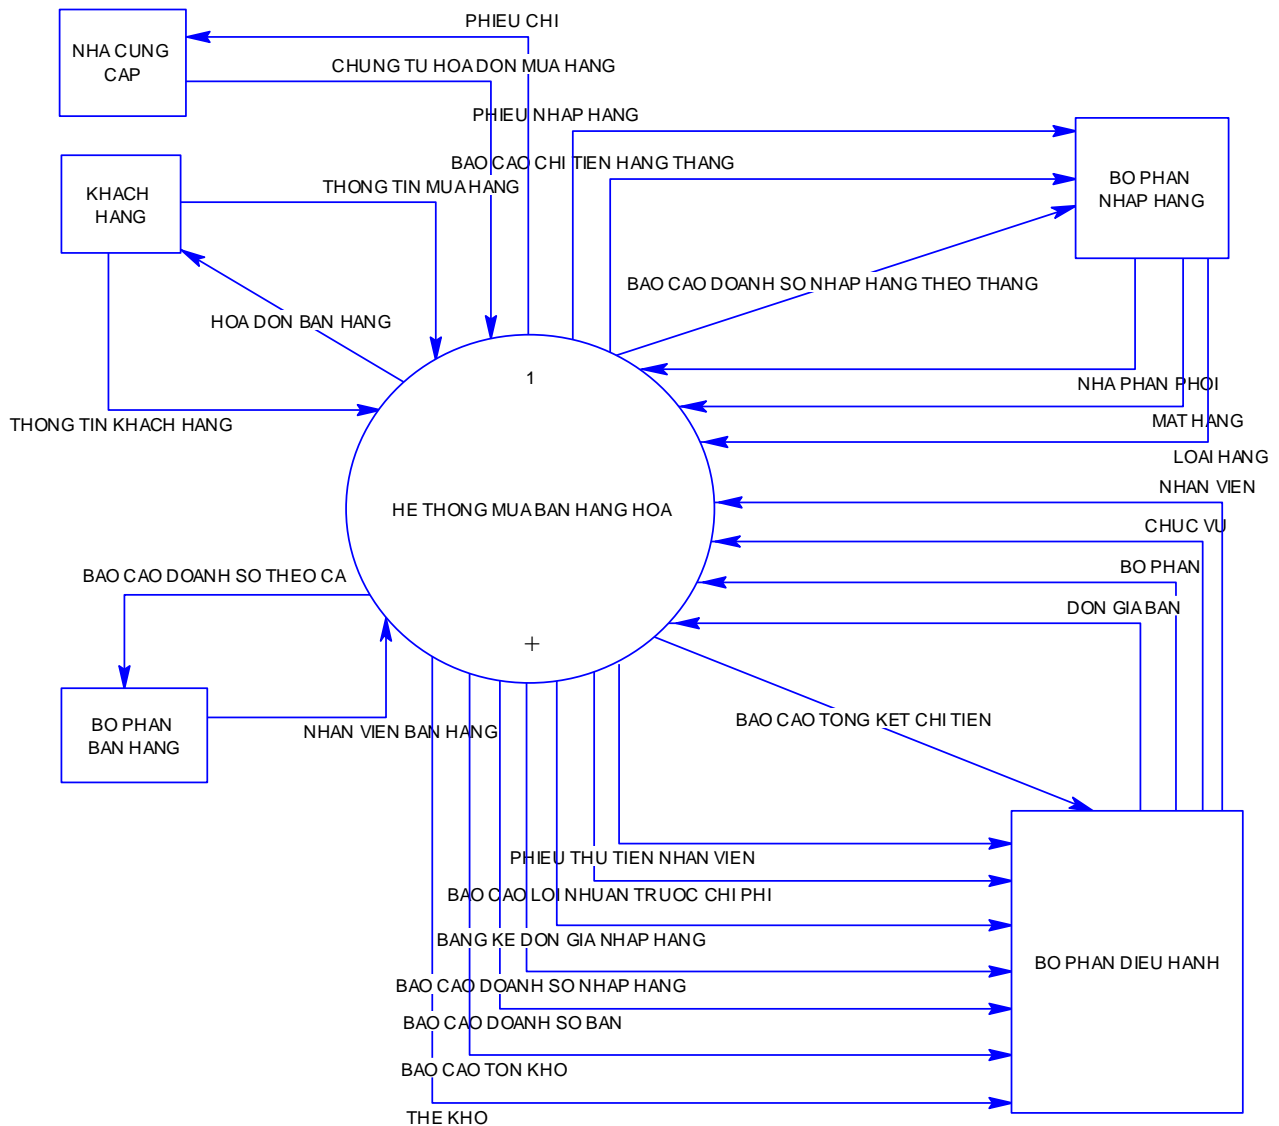 PHIEU CHI
NHA CUNG
CAP
CHUNG TU HOA DON MUA HANG
PHIEU NHAP HANG
BAO CAO CHI TIEN HANG THANG
THONG TIN MUA HANG
KHACH
HANG
BO PHAN
NHAP HANG
BAO CAO DOANH SO NHAP HANG THEO THANG
HOA DON BAN HANG
1
NHA PHAN PHOI
THONG TIN KHACH HANG
MAT HANG
LOAI HANG
NHAN VIEN
HE THONG MUA BAN HANG HOA
CHUC VU
BO PHAN
BAO CAO DOANH SO THEO CA
DON GIA BAN
+
BO PHAN
BAN HANG
NHAN VIEN BAN HANG
BAO CAO TONG KET CHI TIEN
PHIEU THU TIEN NHAN VIEN
BAO CAO LOI NHUAN TRUOC CHI PHI
BANG KE DON GIA NHAP HANG
BO PHAN DIEU HANH
BAO CAO DOANH SO NHAP HANG
BAO CAO DOANH SO BAN
BAO CAO TON KHO
THE KHO